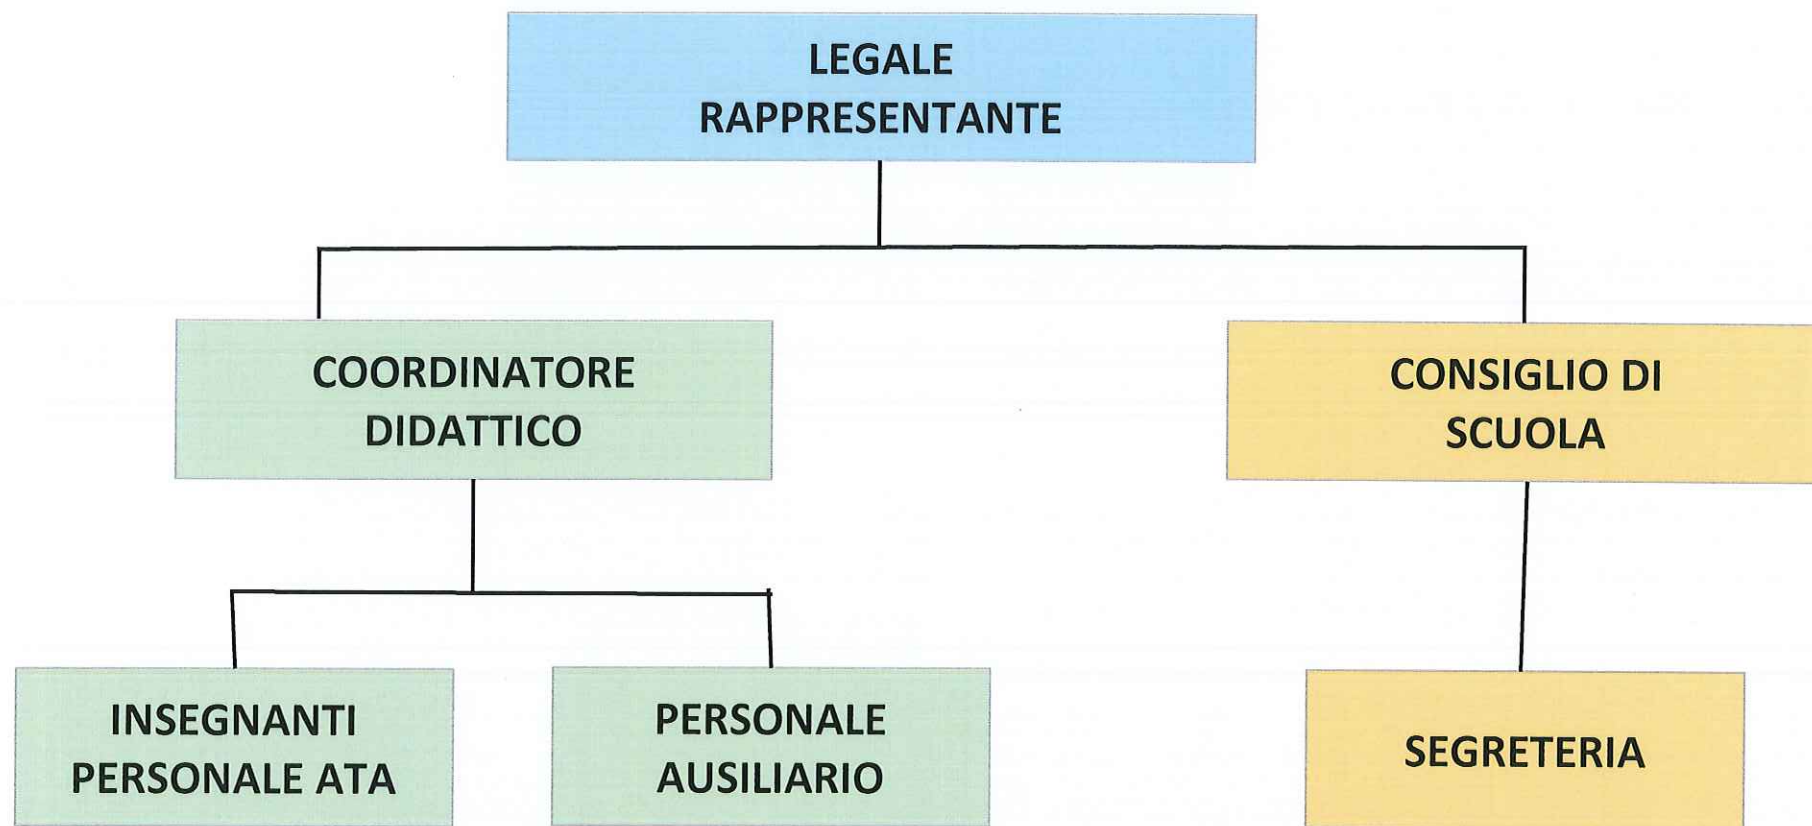 LEGALE
RAPPRESENTANTE
COORDINATORE
DIDATTICO
CONSIGLIO DI
SCUOLA
INSEGNANTI
PERSONALE ATA
PERSONALE
AUSILIARIO
SEGRETERIA